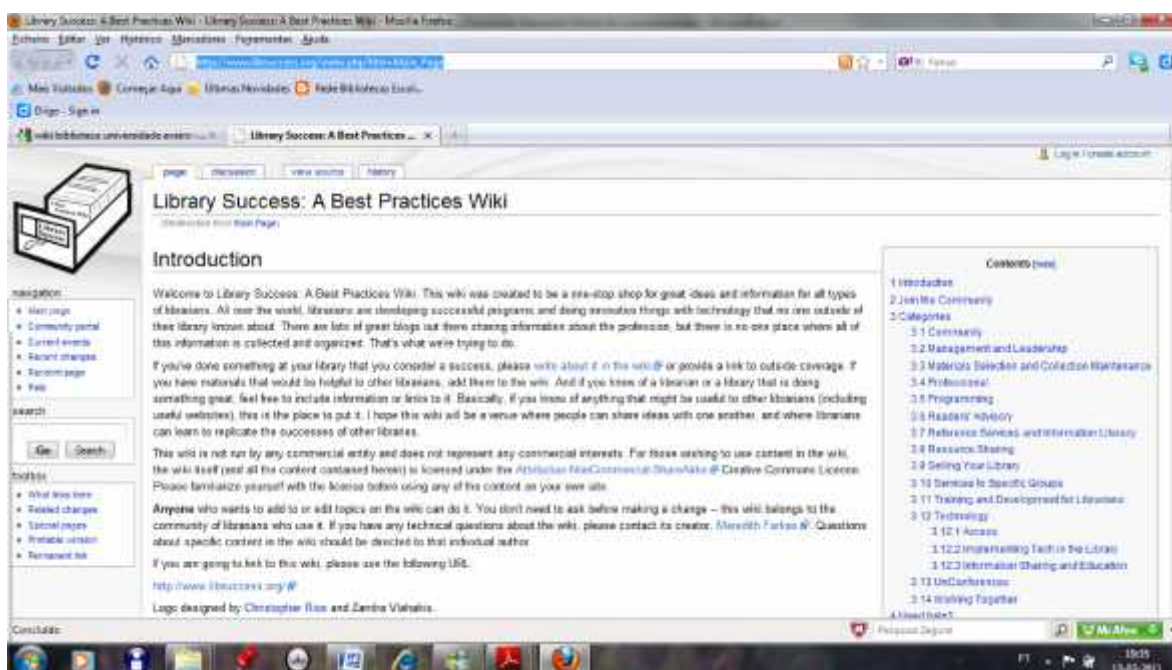 Library Success: A Best Practices Wiki - Library Success: A Best Practices Wiki - Mozilla Firefox
Ficheiro Editar Ver Histórico Marcadores Ferramentas Ajuda
Mais Visitados Começar Aqui Últimas Novidades
Sign in
Library Success: A Best Practices ...
Log in / create account
page discussion view source history
Library Success: A Best Practices Wiki
(Redirected from Main Page)
Introduction
Welcome to Library Success: A Best Practices Wiki. This wiki was created to be a one-stop shop for great ideas and information for all types
of librarians. All over the world, librarians are developing successful programs and doing innovative things with technology that no one outside of
their library knows about. There are lots of great blogs out there sharing information about the profession, but there is no one place where all of
this information is collected and organized. That's what we're trying to do.
If you've done something at your library that you consider a success, please write about it in the wiki or provide a link to outside coverage. If
you have materials that would be helpful to other librarians, add them to the wiki. And if you know of a librarian or a library that is doing
something great, feel free to include information or links to it. Basically, if you know of anything that might be useful to other librarians (including
useful websites), this is the place to put it. I hope this wiki will be a venue where people can share ideas with one another, and where librarians
can learn to replicate the successes of other libraries.
This wiki is not run by any commercial entity and does not represent any commercial interests. For those wishing to use content in the wiki,
the wiki itself (and all the content contained herein) is licensed under the Attribution NonCommercial ShareAlike Creative Commons License.
Please familiarize yourself with the license before using any of the content on your own site.
Anyone who wants to add to or edit topics on the wiki can do it. You don't need to ask before making a change – this wiki belongs to the
community of librarians who use it. If you have any technical questions about the wiki, please contact its creator, Meredith Farkas. Questions
about specific content in the wiki should be directed to that individual author.
If you are going to link to this wiki, please use the following URL:
http://www.libsuccess.org/
Logo designed by Christopher Rice and Zamira
navigation
Main page
Community portal
Current events
Recent changes
Random page
Help
search
Go Search
toolbox
What links here
Related changes
Special pages
Printable version
Permanent link
Contents [hide]
1 Introduction
2 Join the Community
3 Categories
3.1 Community
3.2 Management and Leadership
3.3 Materials Selection and Collection Maintenance
3.4 Professional
3.5 Programming
3.6 Readers' Advisory
3.7 Reference Services and Information Literacy
3.8 Resource Sharing
3.9 Selling Your Library
3.10 Services to Specific Groups
3.11 Training and Development for Librarians
3.12 Technology
3.12.1 Access
3.12.2 Implementing Tech in the Library
3.12.3 Information Sharing and Education
3.13 UnConferences
3.14 Working Together
4 Need help?
Concluído
Pesquisa Segura
McAfee
PT